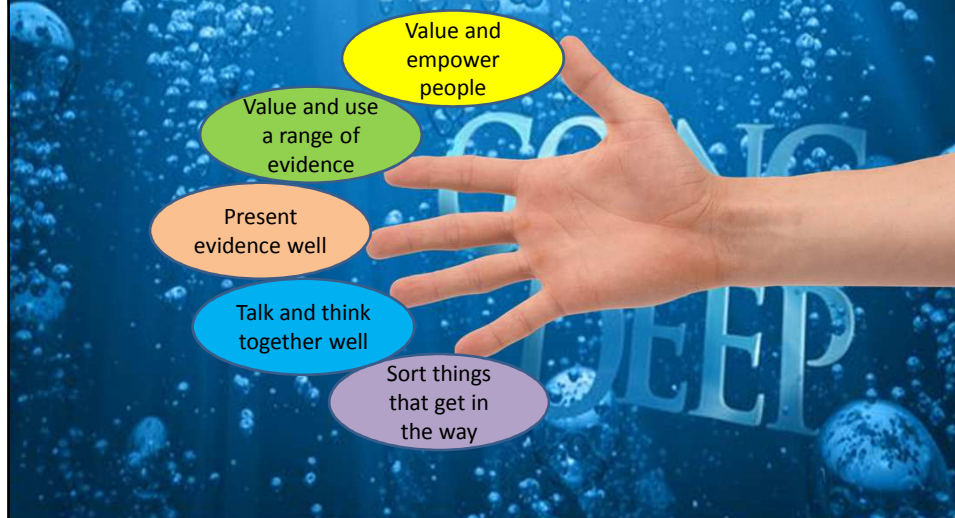 Value and
empower
people
Value and use
a range of
evidence
Present
evidence well
Talk and think
together well
Sort things
that get in
the way
DEEP